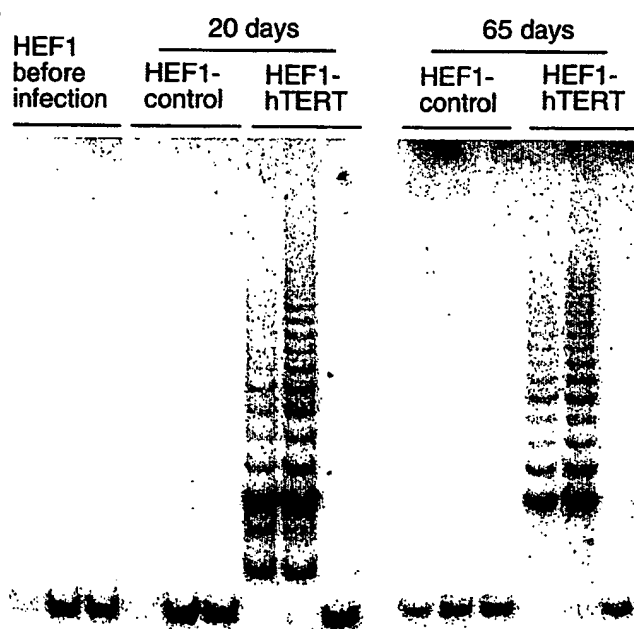 20 days
65 days
HEF1
before
infection
HEF1-
control
HEF1-
hTERT
HEF1-
control
HEF1-
hTERT